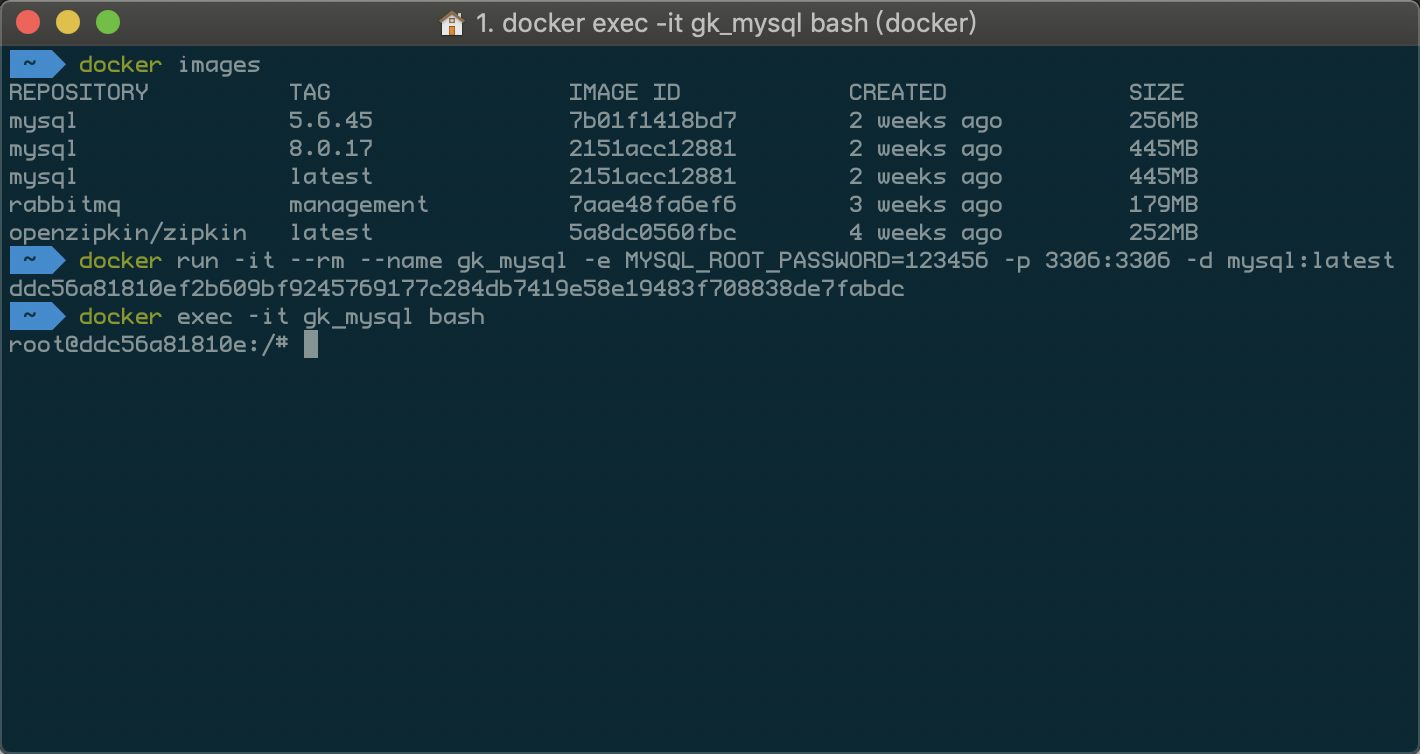 1. docker exec -it gk_mysql bash (docker)
~ docker images
REPOSITORY TAG IMAGE ID CREATED SIZE
mysql 5.6.45 7b01f1418bd7 2 weeks ago 256MB
mysql 8.0.17 2151acc12881 2 weeks ago 445MB
mysql latest 2151acc12881 2 weeks ago 445MB
rabbitmq management 7aae48fa6ef6 3 weeks ago 179MB
openzipkin/zipkin latest 5a8dc0560fbc 4 weeks ago 252MB
~ docker run -it --rm --name gk_mysql -e MYSQL_ROOT_PASSWORD=123456 -p 3306:3306 -d mysql:latest
ddc56a81810ef2b609bf9245769177c284db7419e58e19483f708838de7fabdc
~ docker exec -it gk_mysql bash
root@ddc56a81810e:/#